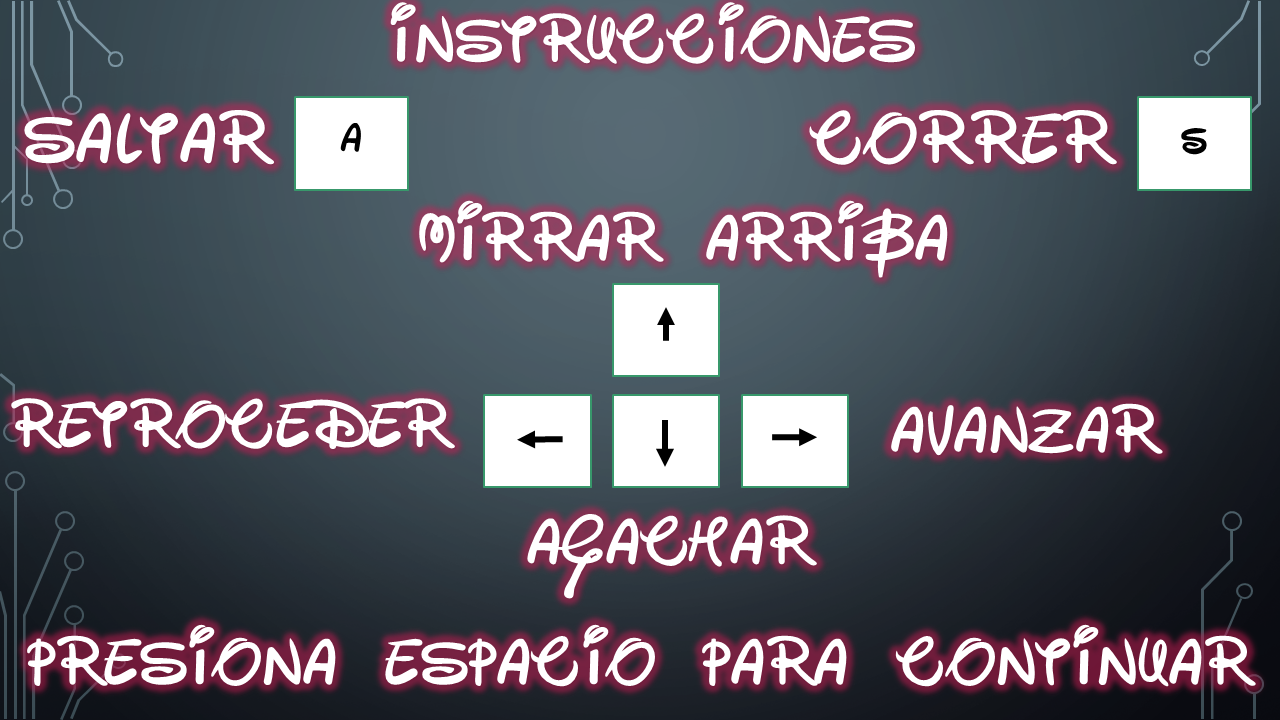 INSTRUCCIONES
SALTAR A CORRER S
MIRRAR ARRIBA
↑
RETROCEDER ← ↓ → AVANZAR
AGACHAR
PRESIONA ESPACIO PARA CONTINUAR